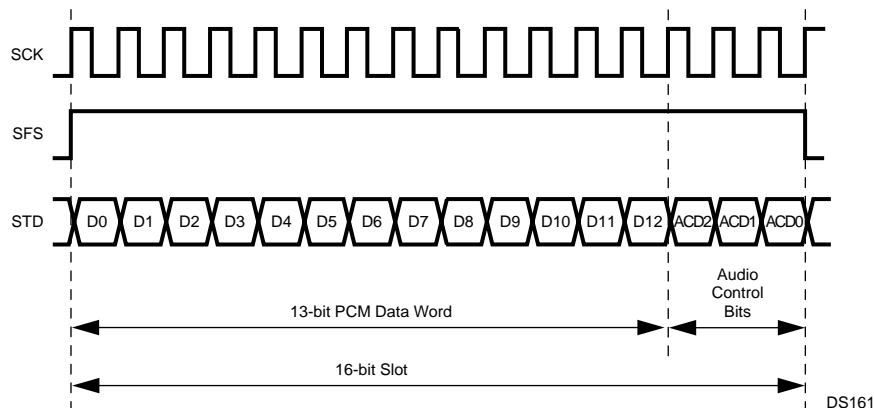 SCK
SFS
STD D0 D1 D2 D3 D4 D5 D6 D7 D8 D9 D10 D11 D12 ACD2 ACD1 ACD0
Audio
Control
Bits
13-bit PCM Data Word
16-bit Slot
DS161